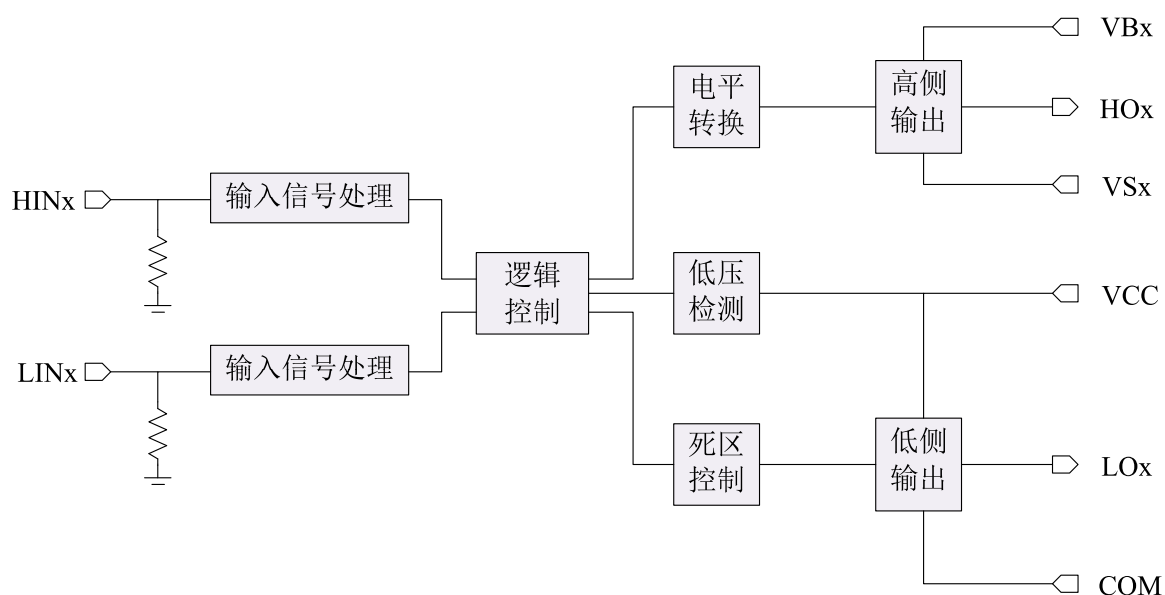 VBx
电平
转换
高侧
输出
HOx
VSx
HINx
输入信号处理
逻辑
控制
低压
检测
VCC
LINx
输入信号处理
死区
控制
低侧
输出
LOx
COM